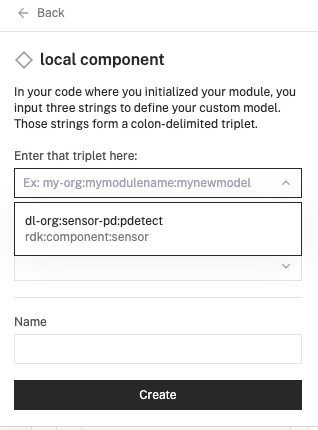 Back
local component
In your code where you initialized your module, you
input three strings to define your custom model.
Those strings form a colon-delimited triplet.
Enter that triplet here:
Ex: my-org:mymodulename:mynewmodel
dl-org:sensor-pd:pdetect
rdk:component:sensor
Name
Create